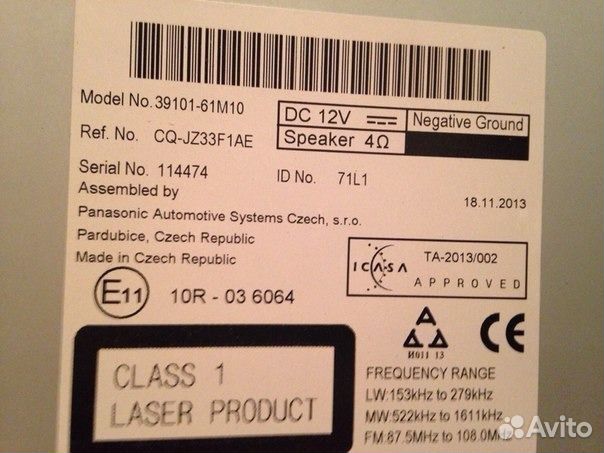 Model No. 39101-61M10
DC 12V Negative Ground
Ref. No. CQ-JZ33F1AE
Speaker 4Ω
Serial No. 114474
ID No. 71L1
18.11.2013
Assembled by
Panasonic Automotive Systems Czech, s.r.o.
Pardubice, Czech Republic
Made in Czech Republic
ICASA
TA-2013/002
APPROVED
E11 10R - 03 6064
И011 13
CE
CLASS 1
LASER PRODUCT
FREQUENCY RANGE
LW:153kHz to 279kHz
MW:522kHz to 1611kHz
FM:87.5MHz to 108.0MHz
Avito